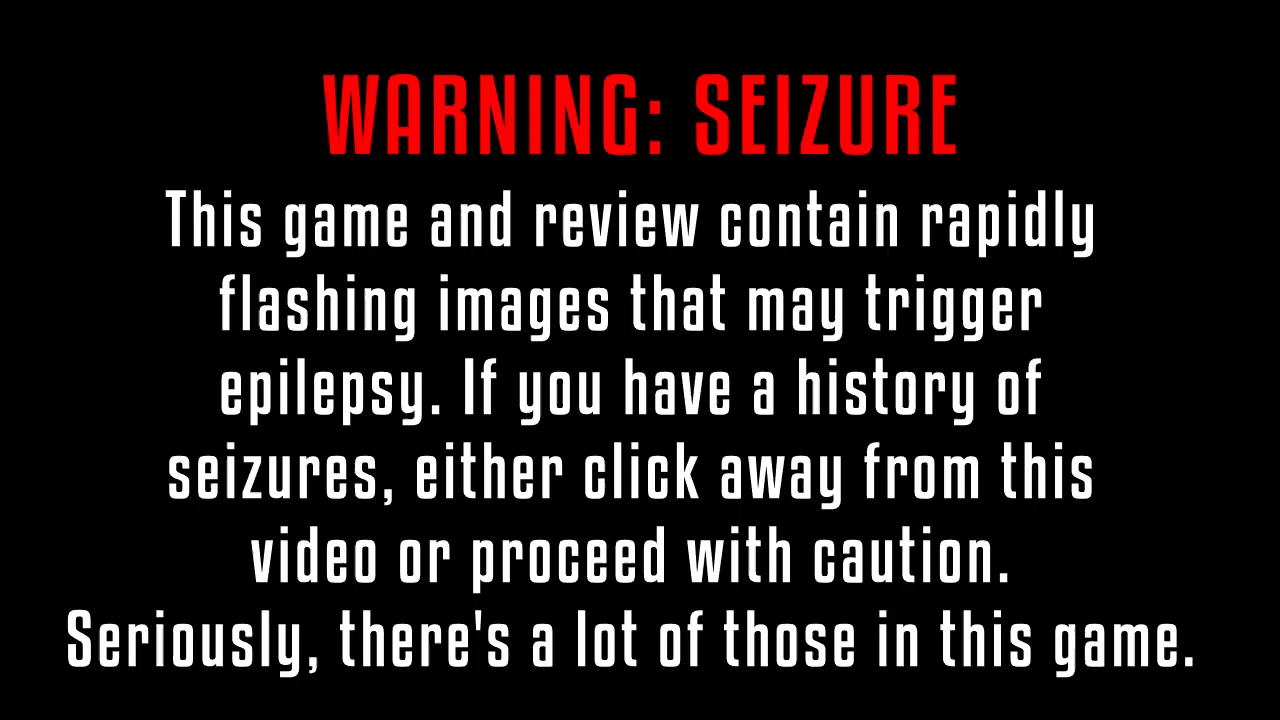 WARNING: SEIZURE
This game and review contain rapidly
flashing images that may trigger
epilepsy. If you have a history of
seizures, either click away from this
video or proceed with caution.
Seriously, there's a lot of those in this game.